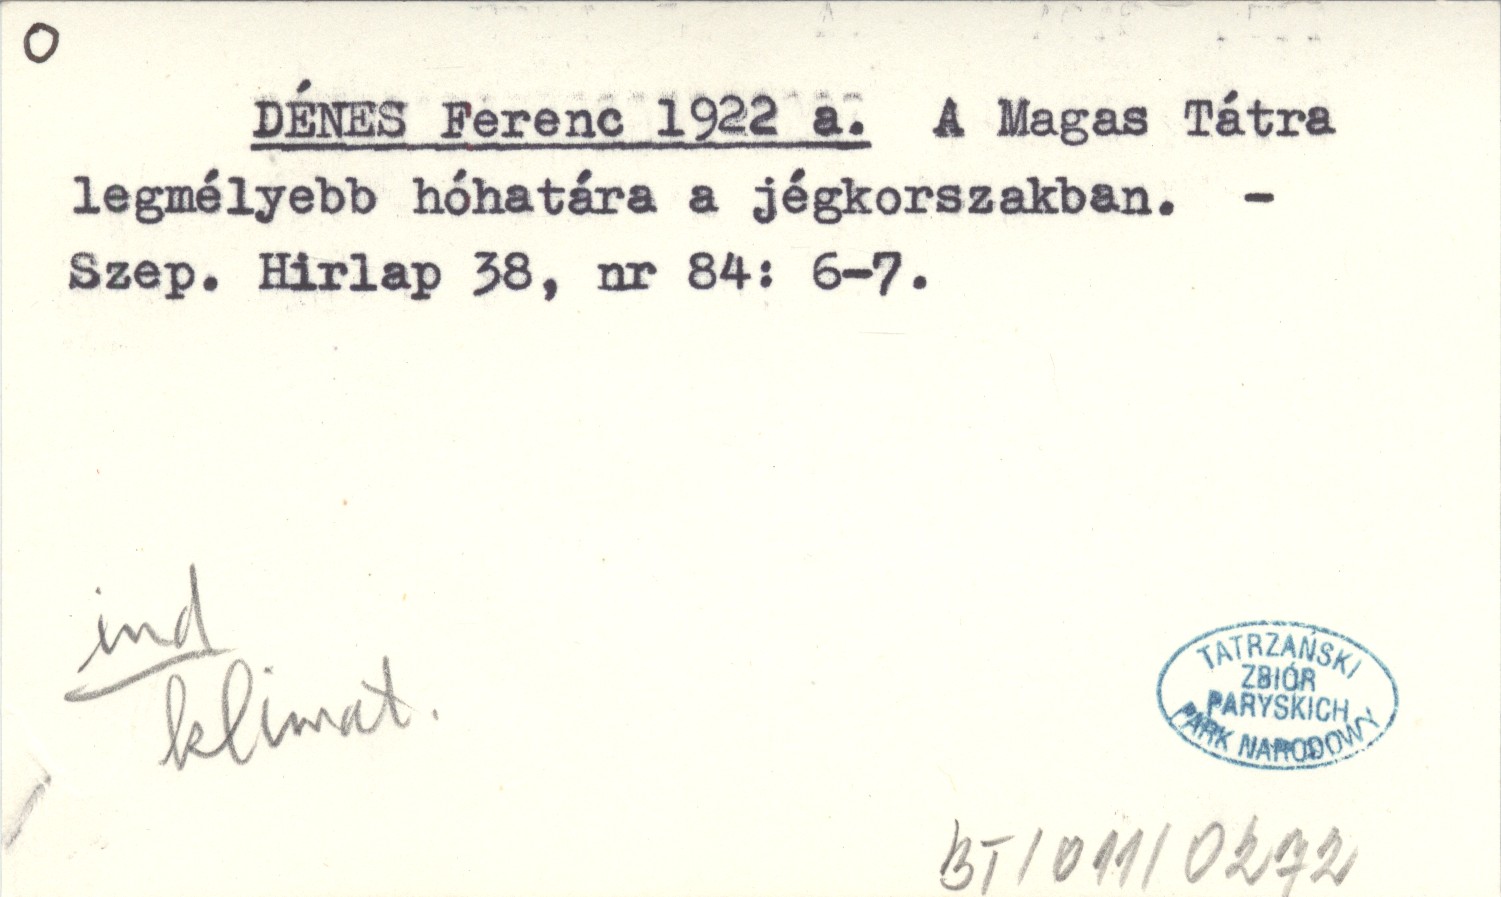 O
DÉNES Ferenc 1922 a. A Magas Tátra
legmélyebb hóhatára a jégkorszakban. -
Szep. Hirlap 38, nr 84: 6-7.
ind
klimat.
TATRZAŃSKI
ZBIÓR
PARYSKICH
PARK NARODOWY
BT/011/0272